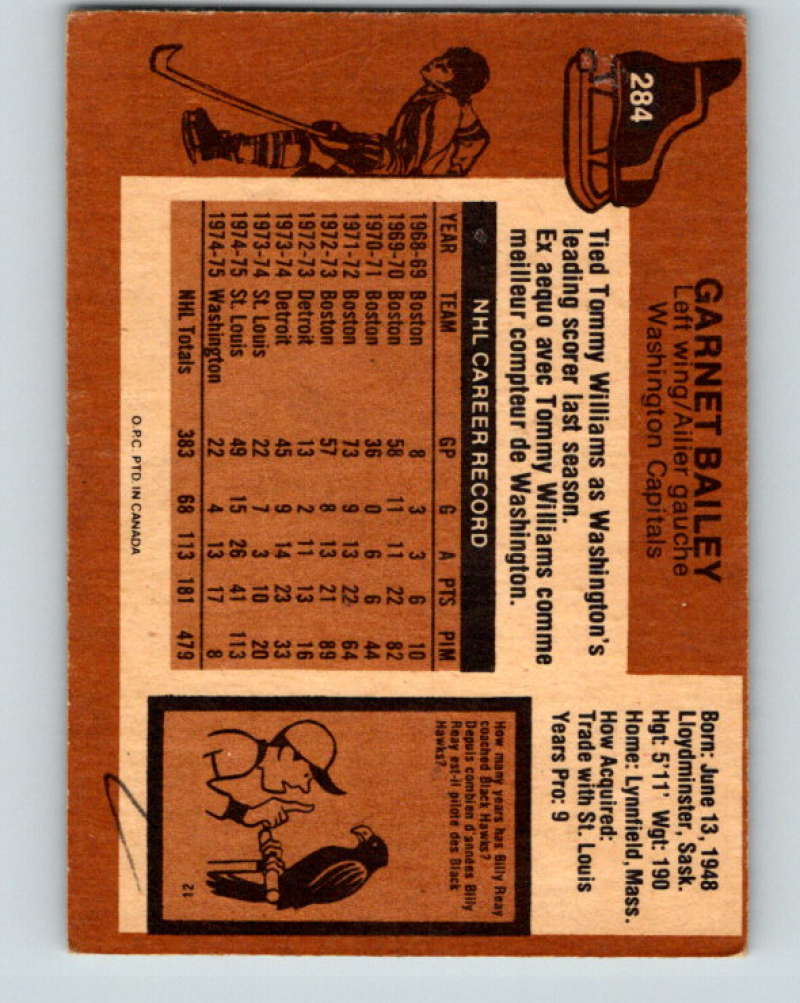 284
GARNET BAILEY
Left wing/Ailier gauche
Washington Capitals
Born: June 13, 1948
Lloydminster, Sask.
Hgt: 5'11" Wgt: 190
Home: Lynnfield, Mass.
How Acquired:
Trade with St. Louis
Years Pro: 9
Tied Tommy Williams as Washington's
leading scorer last season.
Ex aequo avec Tommy Williams comme
meilleur compteur de Washington.
NHL CAREER RECORD
YEAR TEAM GP G A PTS PIM
1968-69 Boston 8 3 3 6 10
1969-70 Boston 58 11 11 22 82
1970-71 Boston 36 0 6 6 44
1971-72 Boston 73 9 13 22 64
1972-73 Boston 57 8 13 21 89
1972-73 Detroit 13 2 11 13 16
1973-74 Detroit 45 9 14 23 33
1973-74 St. Louis 22 7 3 10 20
1974-75 St. Louis 49 15 26 41 113
1974-75 Washington 22 4 13 17 8
NHL Totals 383 68 113 181 479
How many years has Billy Reay
coached Black Hawks?
Depuis combien d'années Billy
Reay est-il pilote des Black
Hawks?
12
O.P.C. PTD. IN CANADA